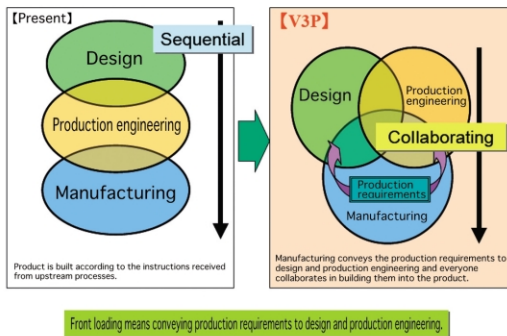 【Present】
Sequential
Design
Production engineering
Manufacturing
Product is built according to the instructions received
from upstream processes.
【V3P】
Design
Production
engineering
Collaborating
Production
requirements
Manufacturing
Manufacturing conveys the production requirements to
design and production engineering and everyone
collaborates in building them into the product.
Front loading means conveying production requirements to design and production engineering.